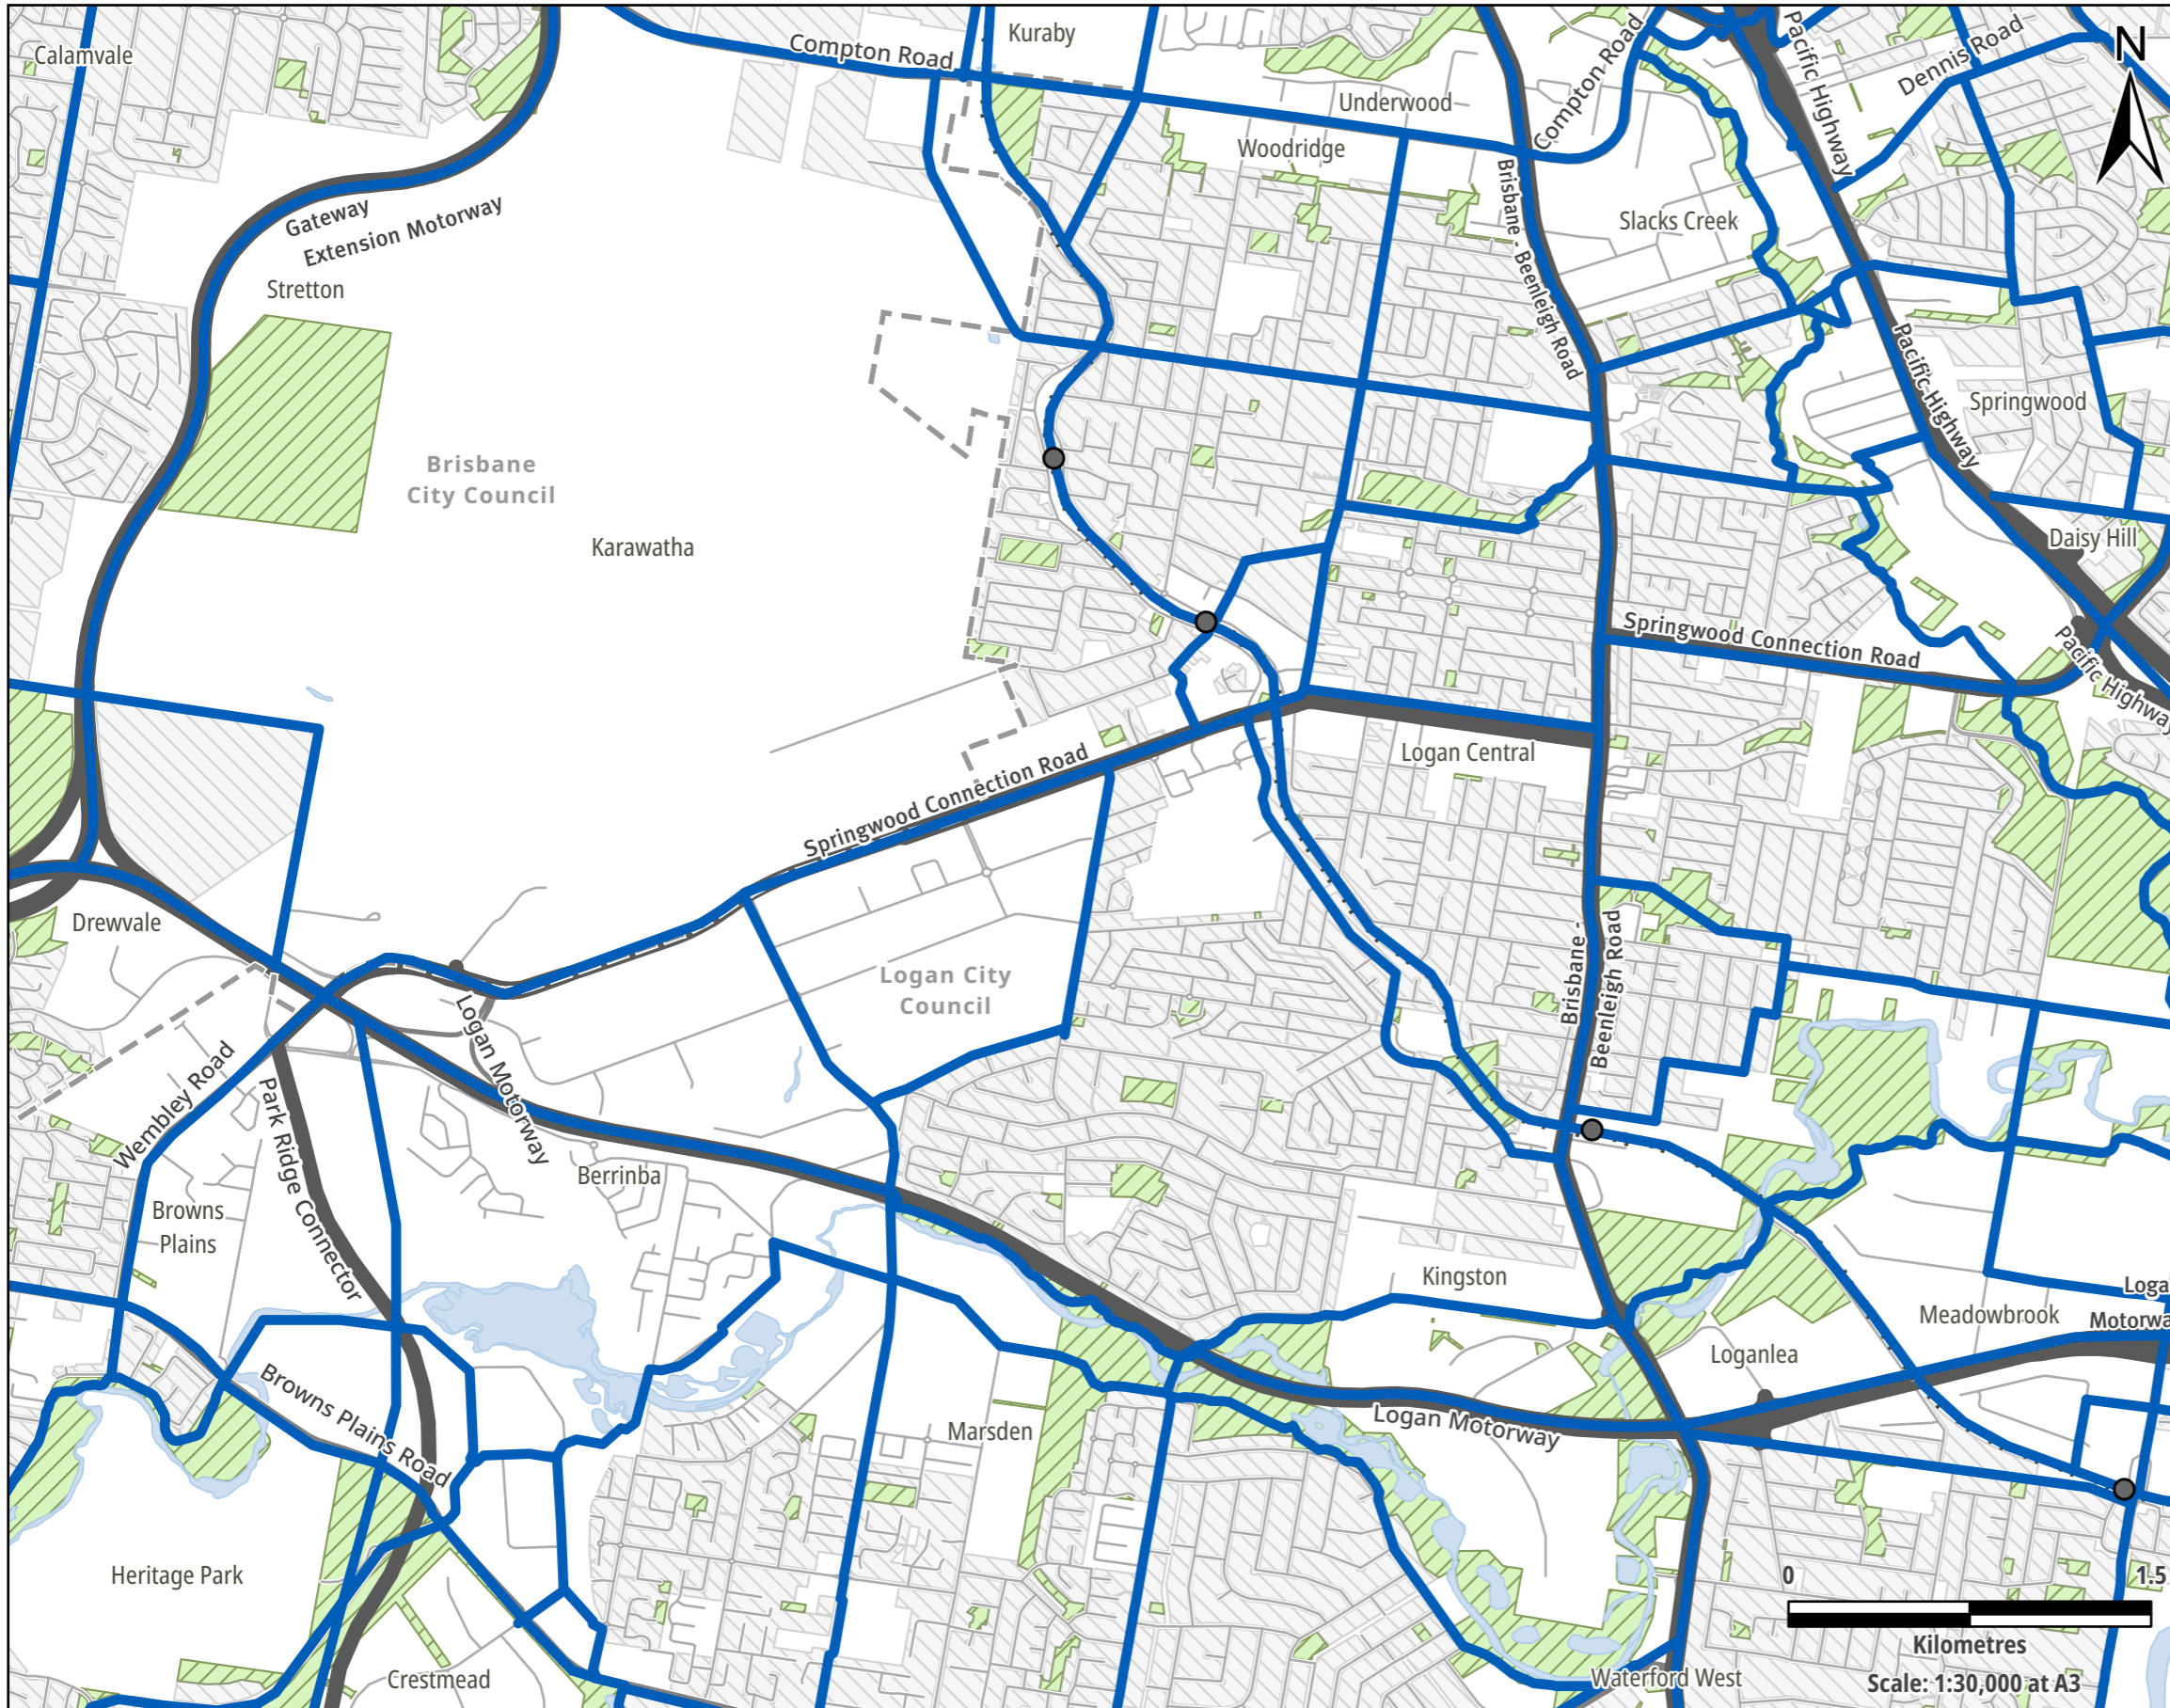 Calamvale
Compton Road
Kuraby
Compton Road
Pacific Highway
Dennis Road
N
Underwood
Woodridge
Gateway
Extension Motorway
Stretton
Brisbane - Beenleigh Road
Slacks Creek
Pacific Highway
Springwood
Brisbane
City Council
Karawatha
Daisy Hill
Springwood Connection Road
Pacific Highway
Logan Central
Springwood Connection Road
Drewvale
Logan City
Council
Brisbane -
Beenleigh Road
Logan Motorway
Wembley Road
Park Ridge Connector
Berrinba
Browns
Plains
Kingston
Loga
Motorwa
Meadowbrook
Loganlea
Browns Plains Road
Marsden
Logan Motorway
Heritage Park
Crestmead
Waterford West
0
1.5
Kilometres
Scale: 1:30,000 at A3